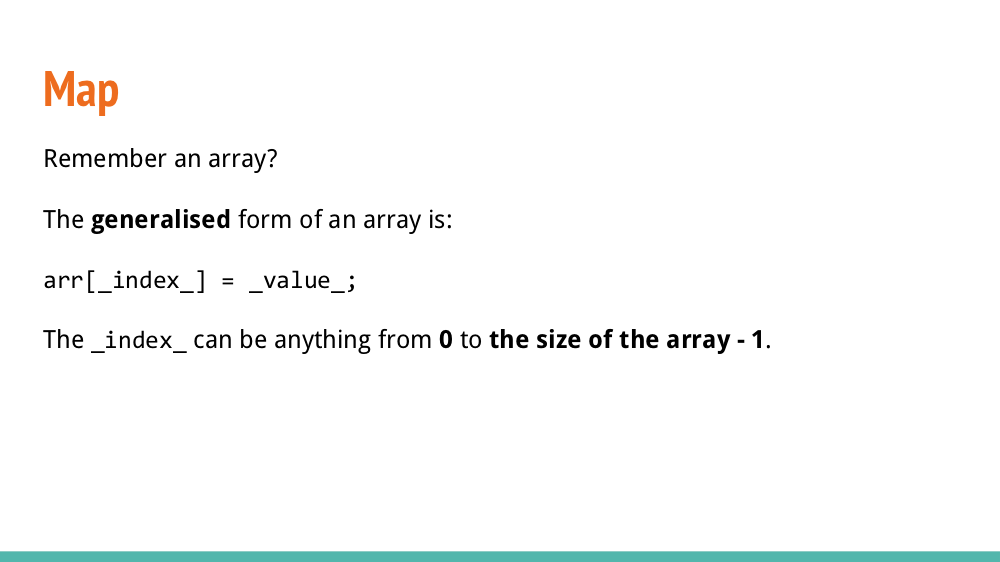 Map
Remember an array?
The generalised form of an array is:
arr[_index_] = _value_;
The _index_ can be anything from 0 to the size of the array - 1.